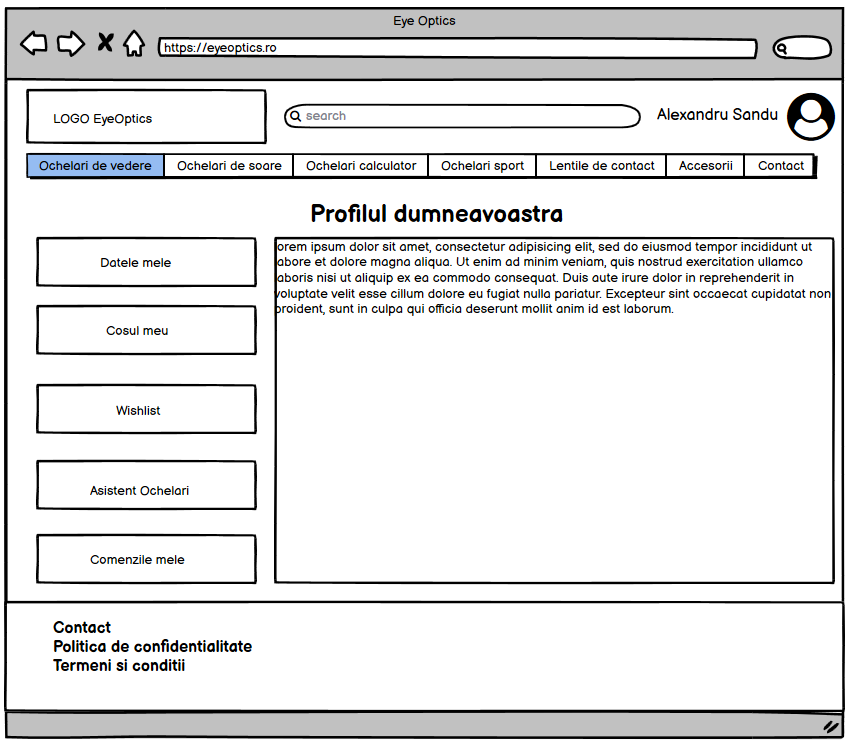 Eye Optics
https://eyeoptics.ro
LOGO EyeOptics
search
Alexandru Sandu
Ochelari de vedere
Ochelari de soare
Ochelari calculator
Ochelari sport
Lentile de contact
Accesorii
Contact
Profilul dumneavoastra
Datele mele
Cosul meu
Wishlist
Asistent Ochelari
Comenzile mele
orem ipsum dolor sit amet, consectetur adipisicing elit, sed do eiusmod tempor incididunt ut
abore et dolore magna aliqua. Ut enim ad minim veniam, quis nostrud exercitation ullamco
aboris nisi ut aliquip ex ea commodo consequat. Duis aute irure dolor in reprehenderit in
voluptate velit esse cillum dolore eu fugiat nulla pariatur. Excepteur sint occaecat cupidatat non
proident, sunt in culpa qui officia deserunt mollit anim id est laborum.
Contact
Politica de confidentialitate
Termeni si conditii